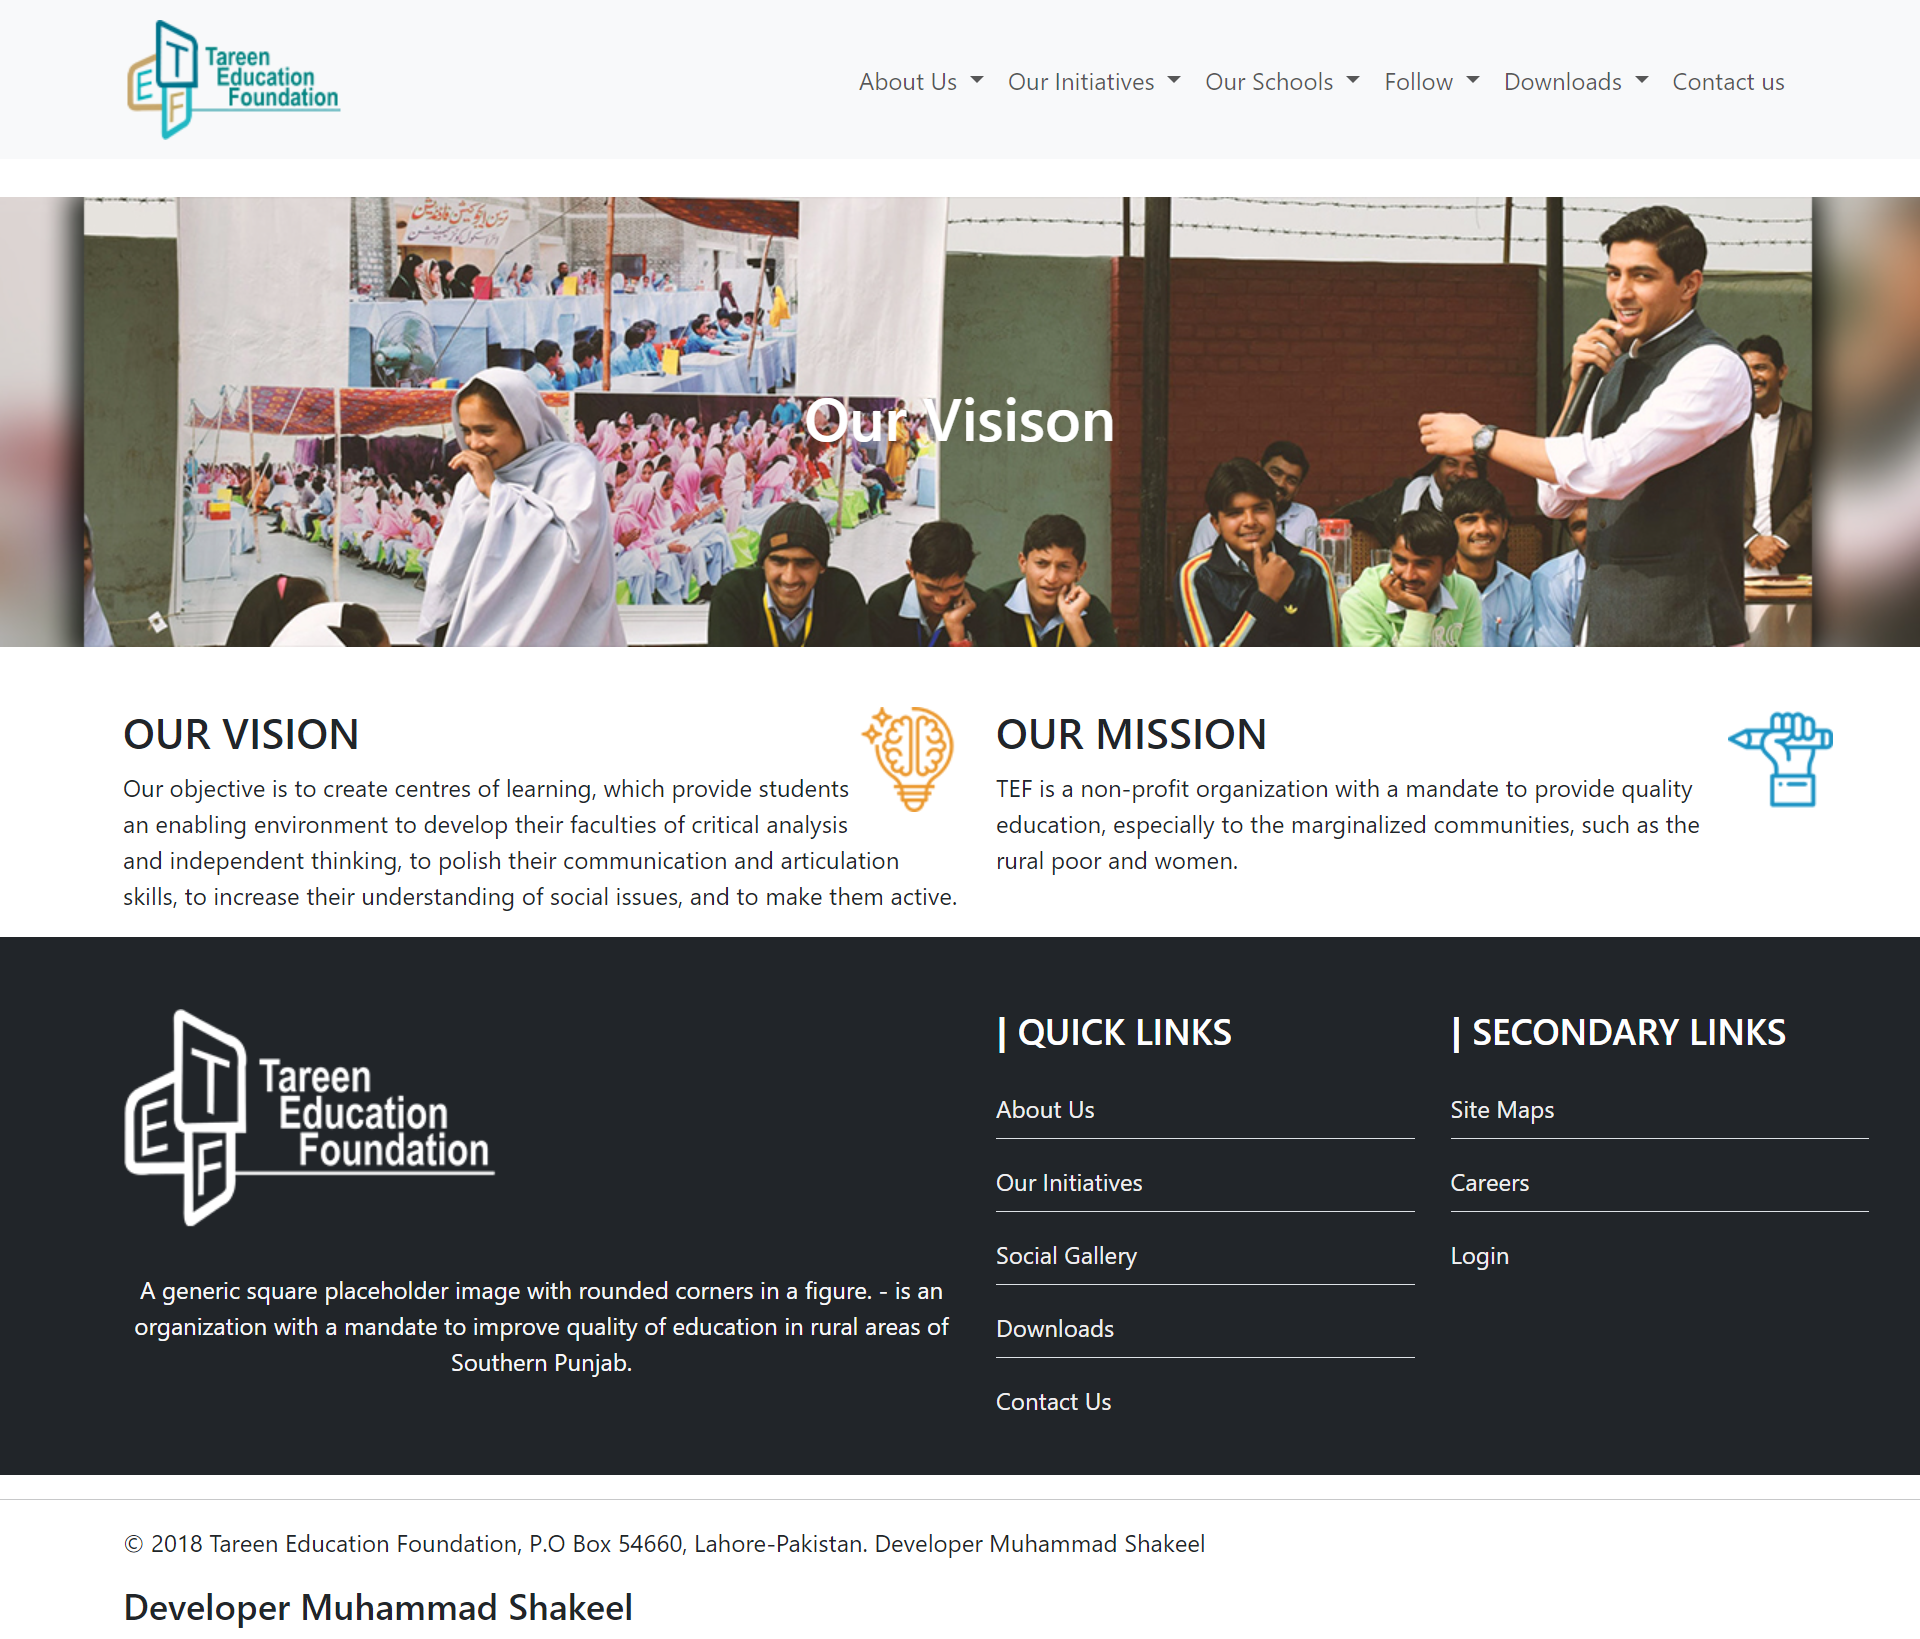 T
E
F
Tareen
Education
Foundation
About Us
Our Initiatives
Our Schools
Follow
Downloads
Contact us
ترین ایجوکیشن فاؤنڈیشن
Our Visison
OUR VISION
Our objective is to create centres of learning, which provide students
an enabling environment to develop their faculties of critical analysis
and independent thinking, to polish their communication and articulation
skills, to increase their understanding of social issues, and to make them active.
OUR MISSION
TEF is a non-profit organization with a mandate to provide quality
education, especially to the marginalized communities, such as the
rural poor and women.
T
E
F
Tareen
Education
Foundation
A generic square placeholder image with rounded corners in a figure. - is an
organization with a mandate to improve quality of education in rural areas of
Southern Punjab.
| QUICK LINKS
About Us
Our Initiatives
Social Gallery
Downloads
Contact Us
| SECONDARY LINKS
Site Maps
Careers
Login
© 2018 Tareen Education Foundation, P.O Box 54660, Lahore-Pakistan. Developer Muhammad Shakeel
Developer Muhammad Shakeel